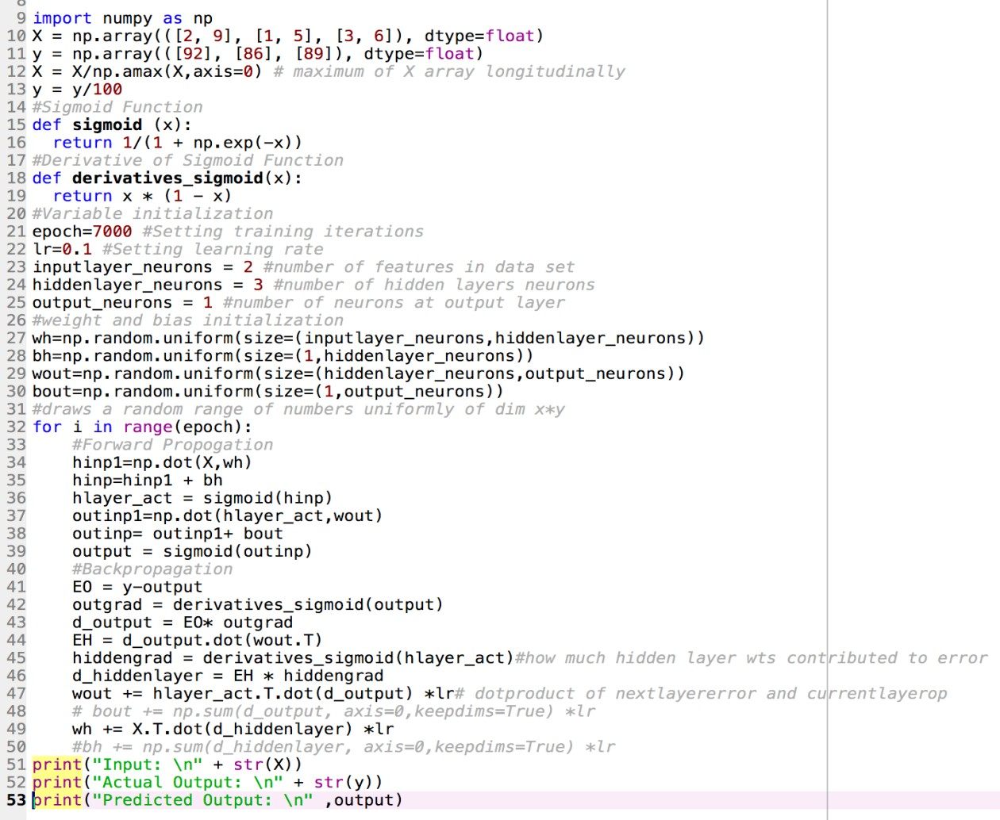 9 import numpy as np
10 X = np.array(([2, 9], [1, 5], [3, 6]), dtype=float)
11 y = np.array(([92], [86], [89]), dtype=float)
12 X = X/np.amax(X,axis=0) # maximum of X array longitudinally
13 y = y/100
14 #Sigmoid Function
15 def sigmoid (x):
16   return 1/(1 + np.exp(-x))
17 #Derivative of Sigmoid Function
18 def derivatives_sigmoid(x):
19   return x * (1 - x)
20 #Variable initialization
21 epoch=7000 #Setting training iterations
22 lr=0.1 #Setting learning rate
23 inputlayer_neurons = 2 #number of features in data set
24 hiddenlayer_neurons = 3 #number of hidden layers neurons
25 output_neurons = 1 #number of neurons at output layer
26 #weight and bias initialization
27 wh=np.random.uniform(size=(inputlayer_neurons,hiddenlayer_neurons))
28 bh=np.random.uniform(size=(1,hiddenlayer_neurons))
29 wout=np.random.uniform(size=(hiddenlayer_neurons,output_neurons))
30 bout=np.random.uniform(size=(1,output_neurons))
31 #draws a random range of numbers uniformly of dim x*y
32 for i in range(epoch):
33     #Forward Propogation
34     hinp1=np.dot(X,wh)
35     hinp=hinp1 + bh
36     hlayer_act = sigmoid(hinp)
37     outinp1=np.dot(hlayer_act,wout)
38     outinp= outinp1+ bout
39     output = sigmoid(outinp)
40     #Backpropagation
41     EO = y-output
42     outgrad = derivatives_sigmoid(output)
43     d_output = EO* outgrad
44     EH = d_output.dot(wout.T)
45     hiddengrad = derivatives_sigmoid(hlayer_act)#how much hidden layer wts contributed to error
46     d_hiddenlayer = EH * hiddengrad
47     wout += hlayer_act.T.dot(d_output) *lr# dotproduct of nextlayererror and currentlayerop
48     # bout += np.sum(d_output, axis=0,keepdims=True) *lr
49     wh += X.T.dot(d_hiddenlayer) *lr
50     #bh += np.sum(d_hiddenlayer, axis=0,keepdims=True) *lr
51 print("Input: \n" + str(X))
52 print("Actual Output: \n" + str(y))
53 print("Predicted Output: \n" ,output)